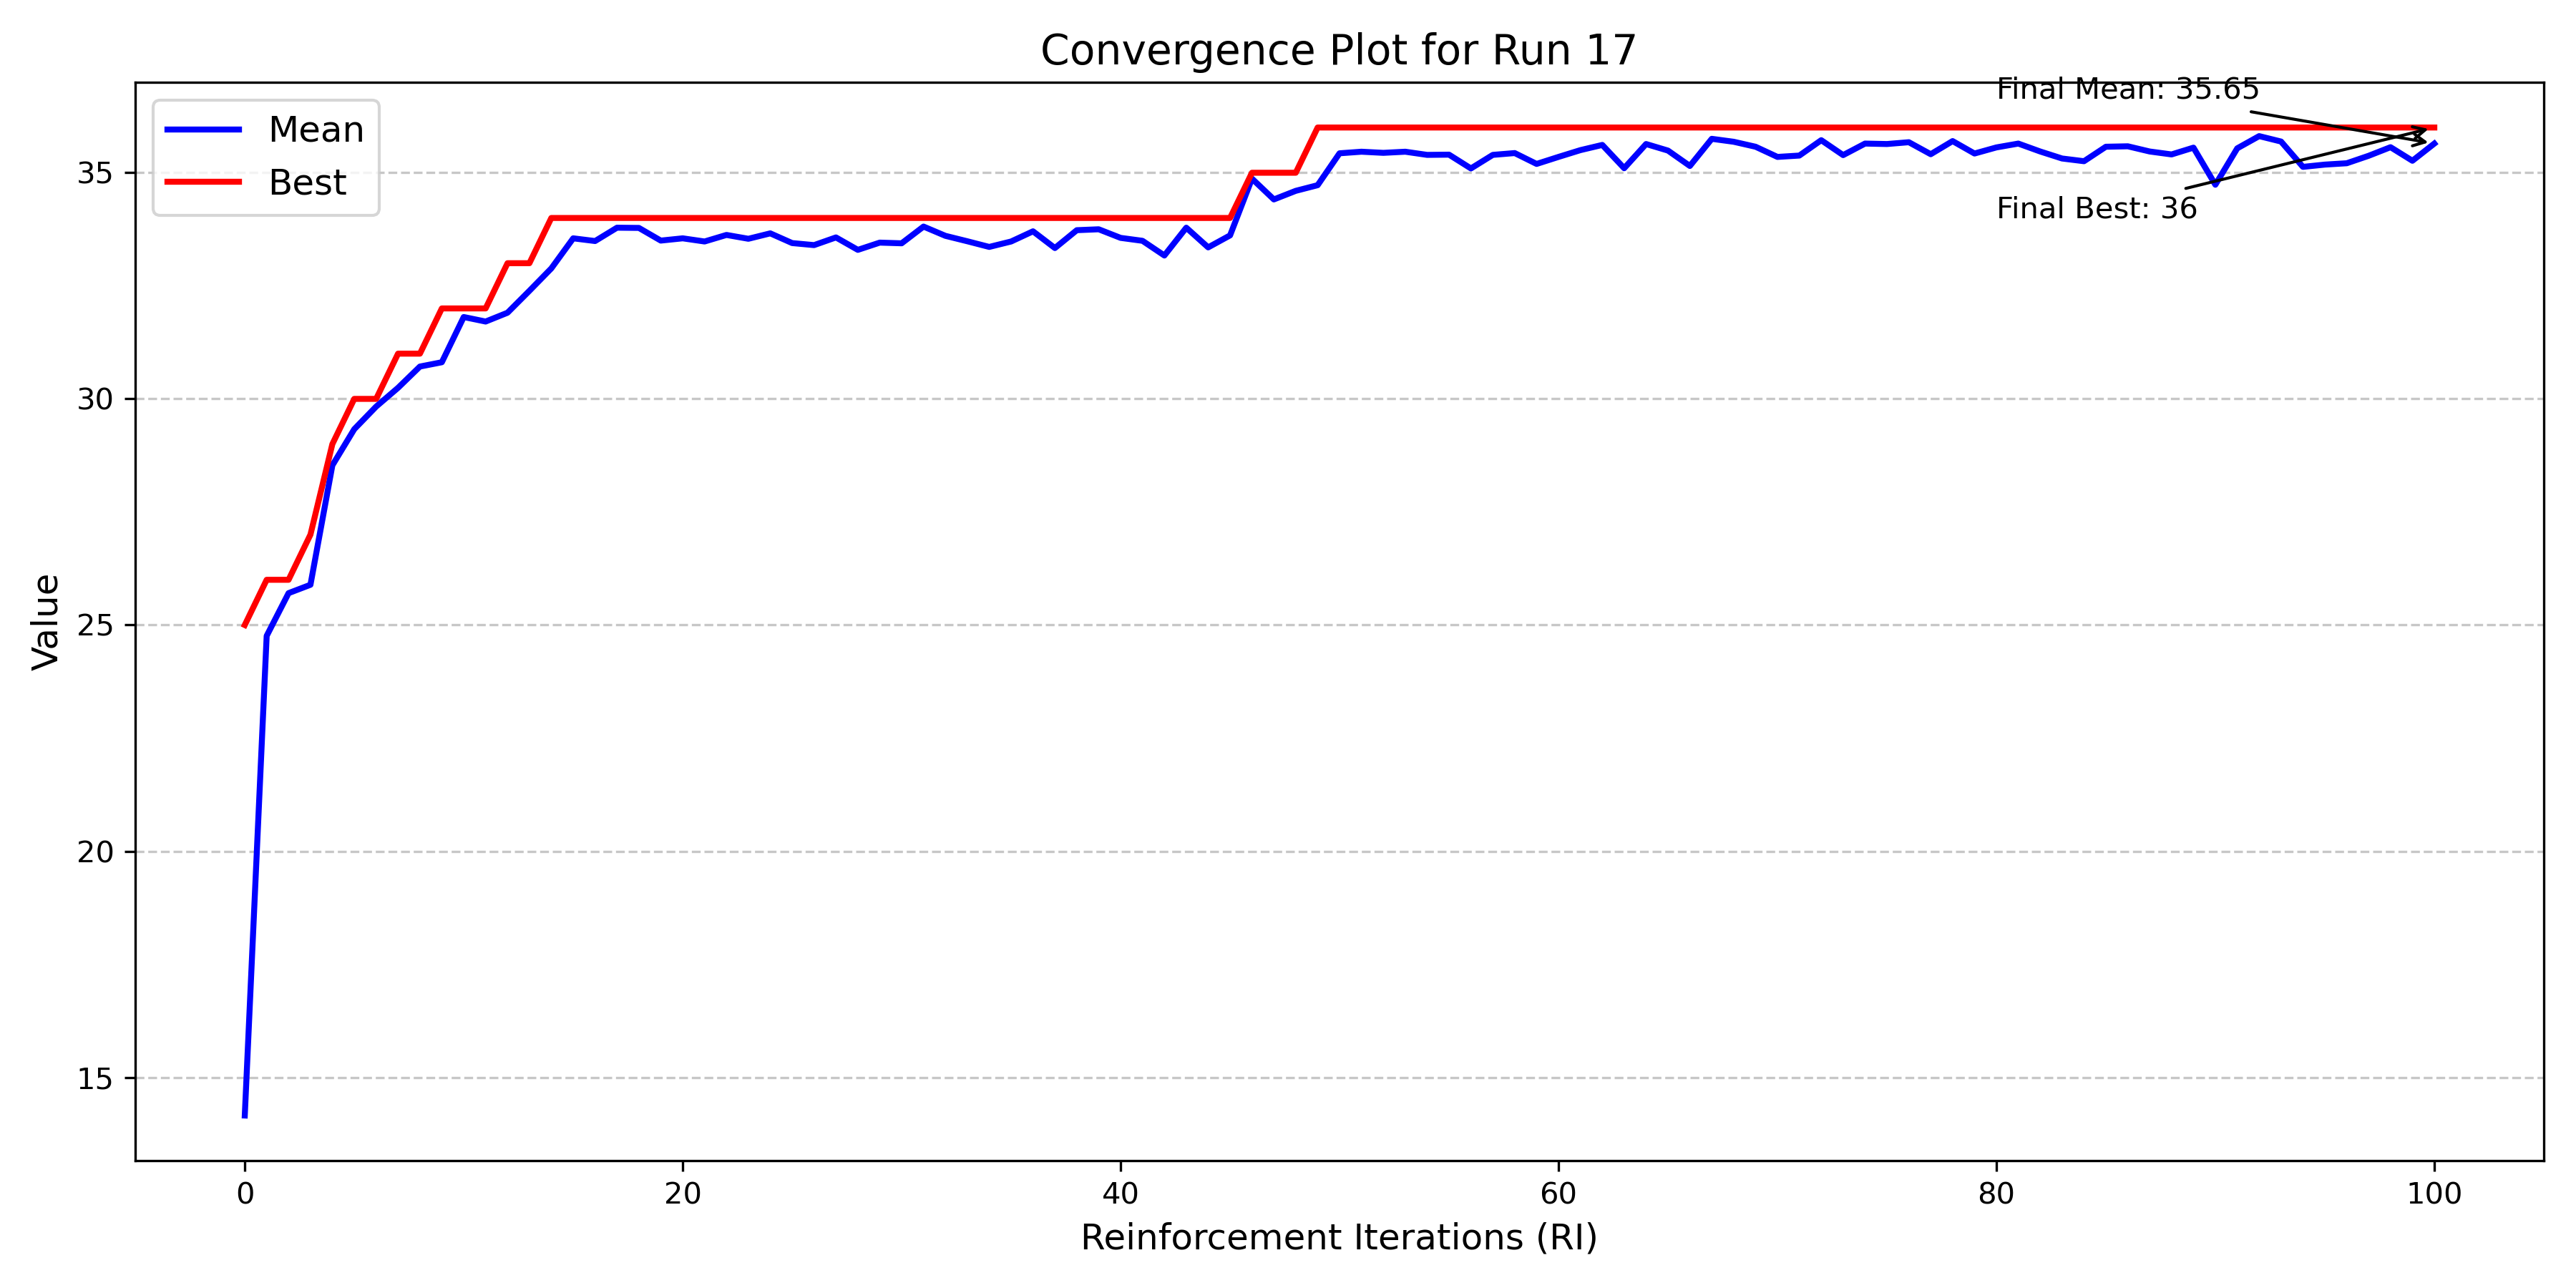 Convergence Plot for Run 17
Final Mean: 35.65
Mean
Best
Final Best: 36
35
30
25
20
15
Value
0 20 40 60 80 100
Reinforcement Iterations (RI)